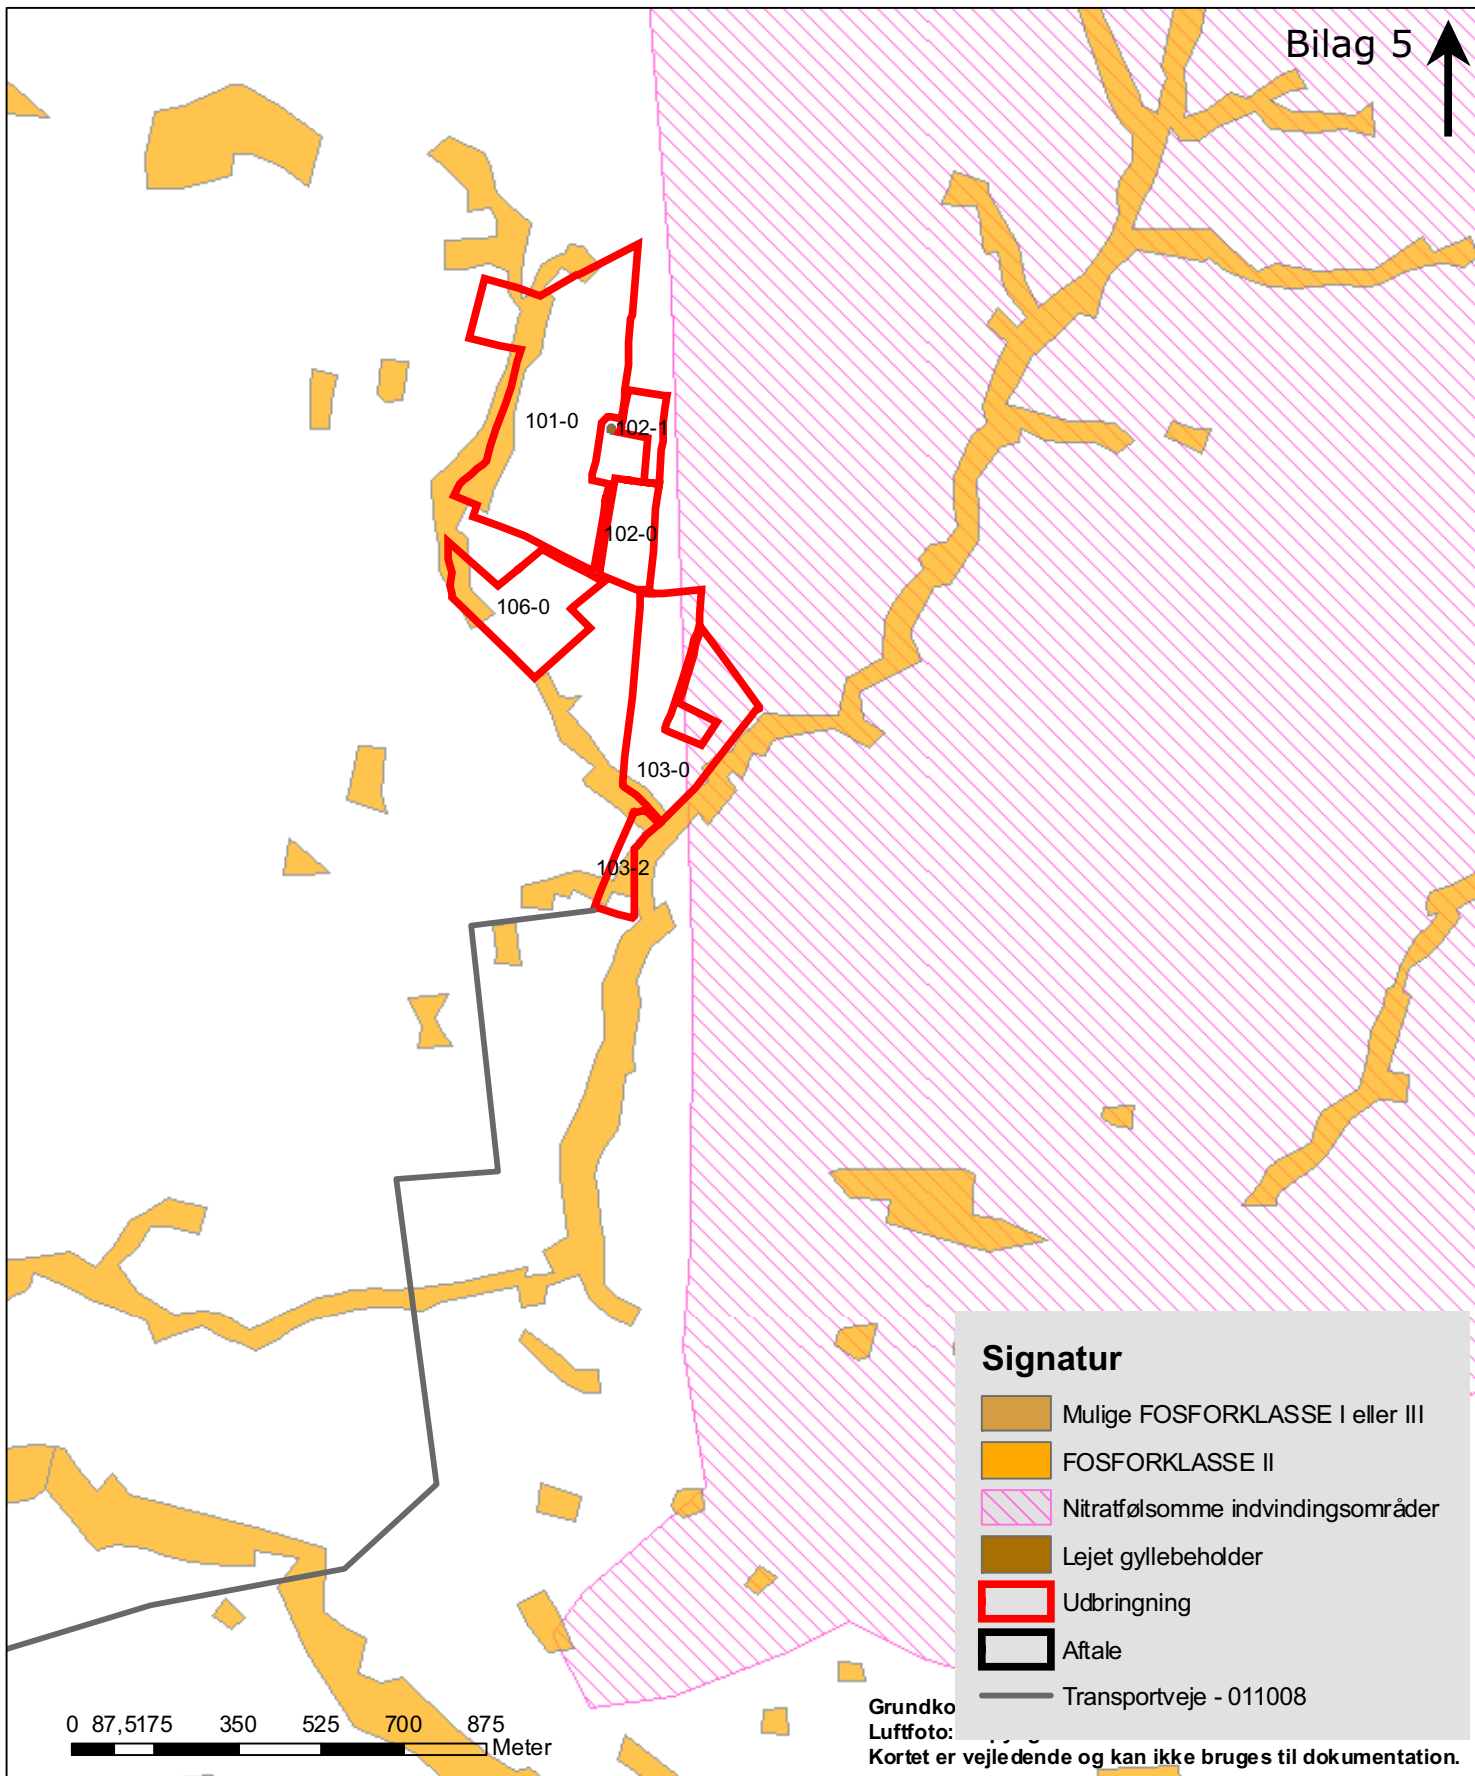 Bilag 5
101-0
102-1
102-0
106-0
103-0
103-2
Signatur
Mulige FOSFORKLASSE I eller III
FOSFORKLASSE II
Nitratfølsomme indvindingsområder
Lejet gyllebeholder
Udbringning
Aftale
Transportveje - 011008
0 87,5175 350 525 700 875
Meter
Luftfoto:
Kortet er vejledende og kan ikke bruges til dokumentation.